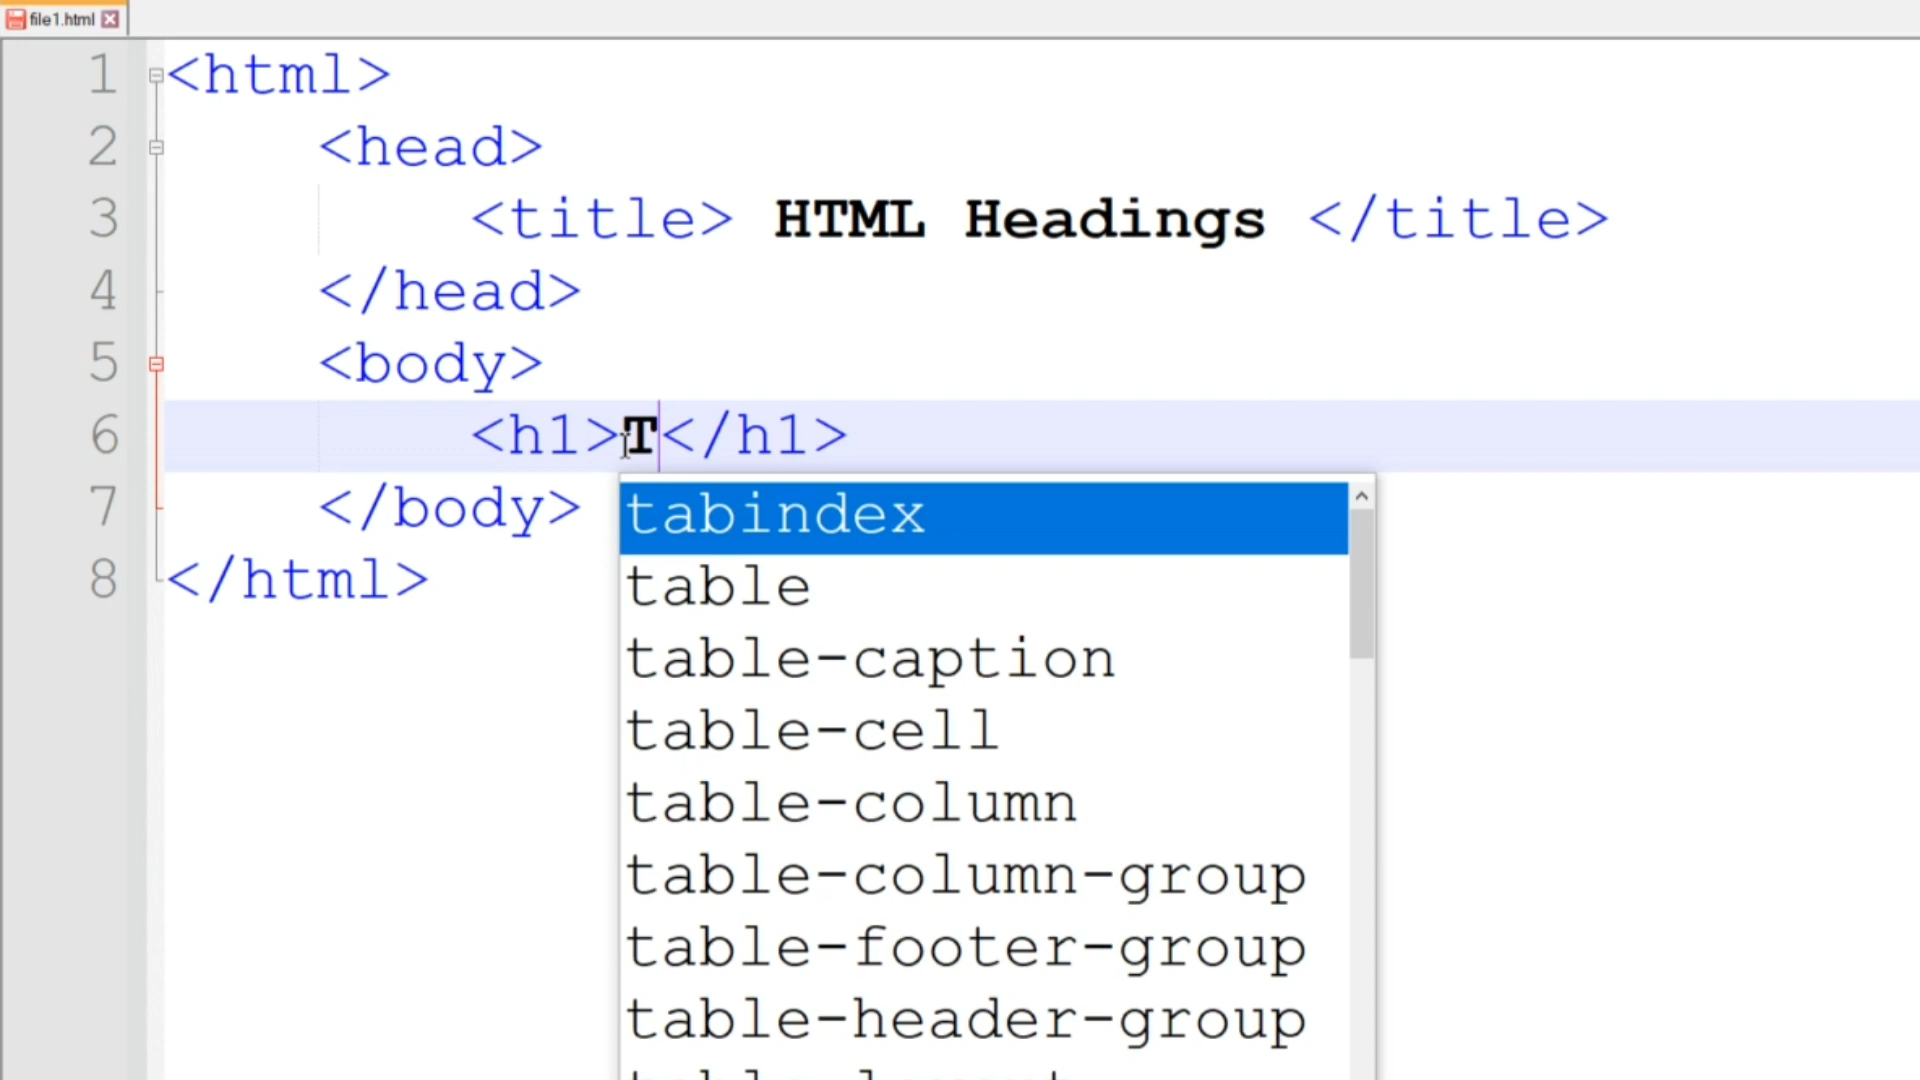 file1.html
1 <html>
2 <head>
3 <title> HTML Headings </title>
4 </head>
5 <body>
6 <h1>T</h1>
7 </body>
8 </html>
tabindex
table
table-caption
table-cell
table-column
table-column-group
table-footer-group
table-header-group